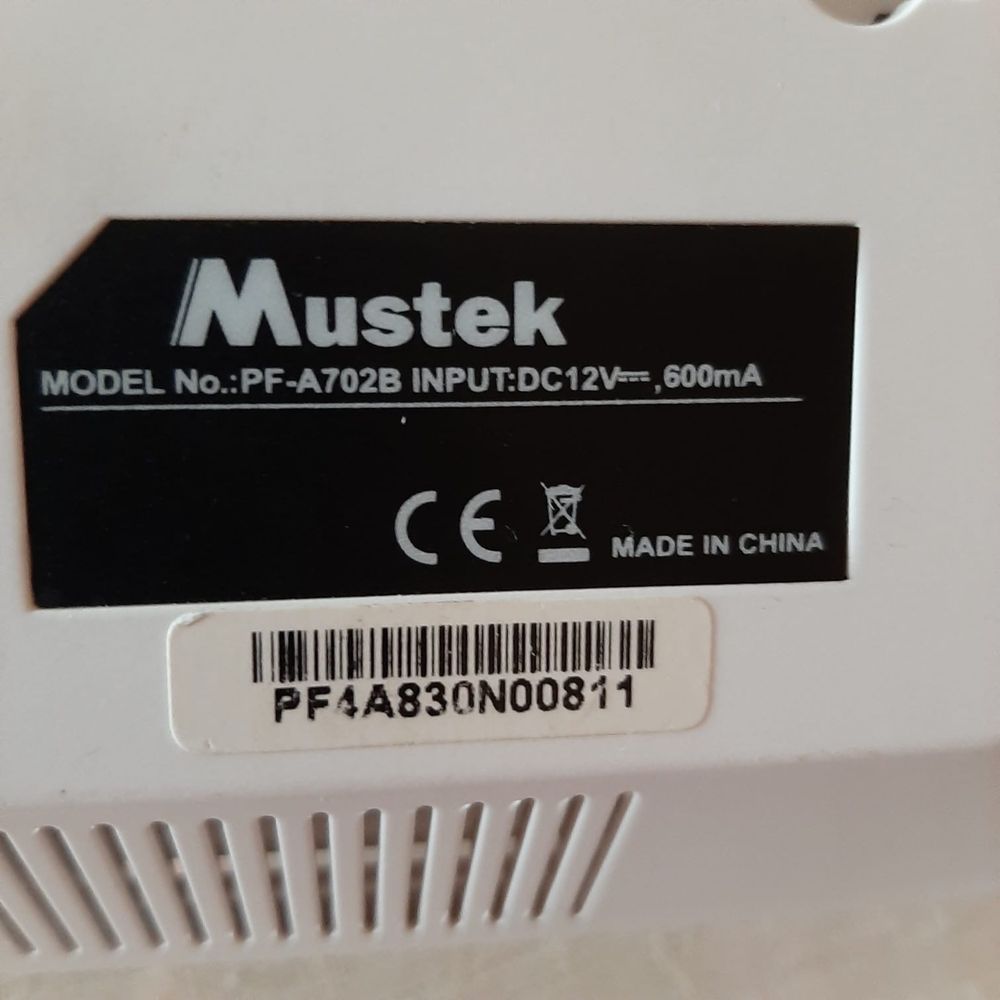 Mustek
MODEL No.:PF-A702B INPUT:DC12V⎓,600mA
CE
MADE IN CHINA
PF4A830N00811